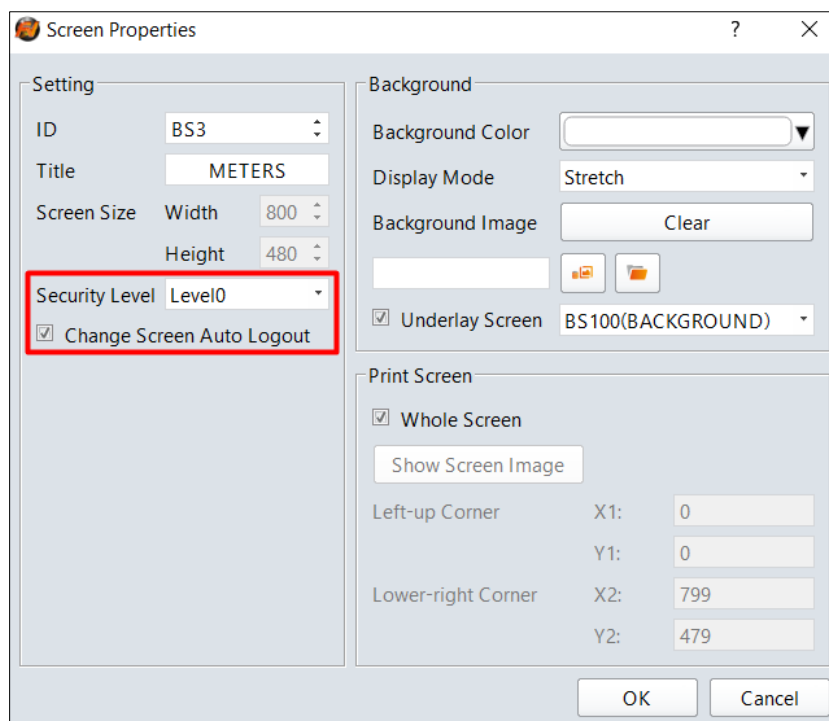 Screen Properties
?
Setting
ID
BS3
Title
METERS
Screen Size
Width
800
Height
480
Security Level
Level0
Change Screen Auto Logout
Background
Background Color
Display Mode
Stretch
Background Image
Clear
Underlay Screen
BS100(BACKGROUND)
Print Screen
Whole Screen
Show Screen Image
Left-up Corner
X1:
0
Y1:
0
Lower-right Corner
X2:
799
Y2:
479
OK
Cancel